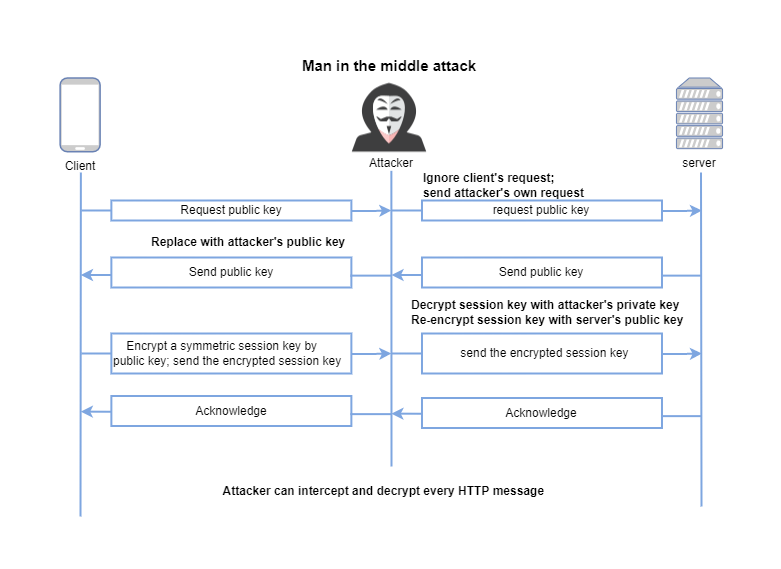 Man in the middle attack
Client
Attacker
server
Ignore client's request;
send attacker's own request
Request public key
request public key
Replace with attacker's public key
Send public key
Send public key
Decrypt session key with attacker's private key
Re-encrypt session key with server's public key
Encrypt a symmetric session key by
public key; send the encrypted session key
send the encrypted session key
Acknowledge
Acknowledge
Attacker can intercept and decrypt every HTTP message